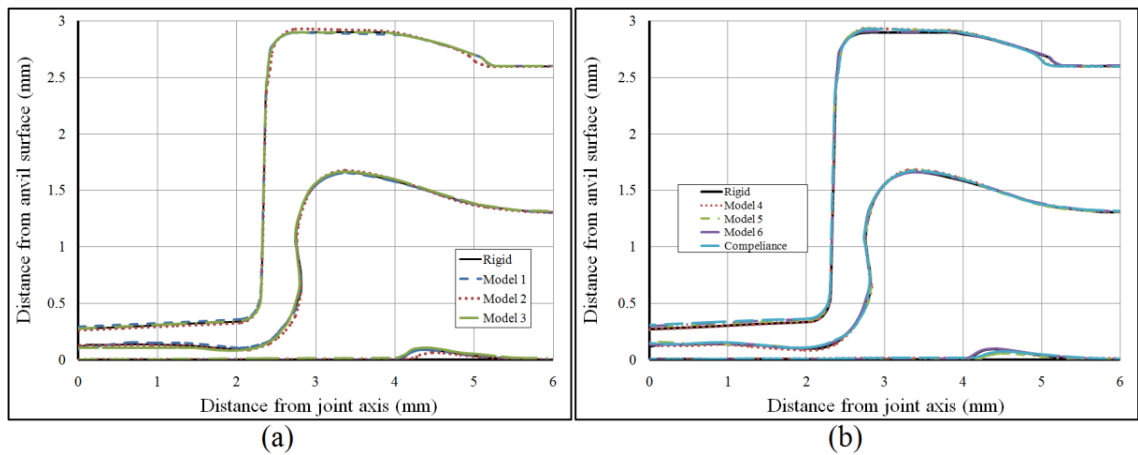 3
2.5
2
1.5
1
0.5
0
Distance from anvil surface (mm)
Rigid
Model 1
Model 2
Model 3
0 1 2 3 4 5 6
Distance from joint axis (mm)
(a)
3
2.5
2
1.5
1
0.5
0
Distance from anvil surface (mm)
Rigid
Model 4
Model 5
Model 6
Compeliance
0 1 2 3 4 5 6
Distance from joint axis (mm)
(b)